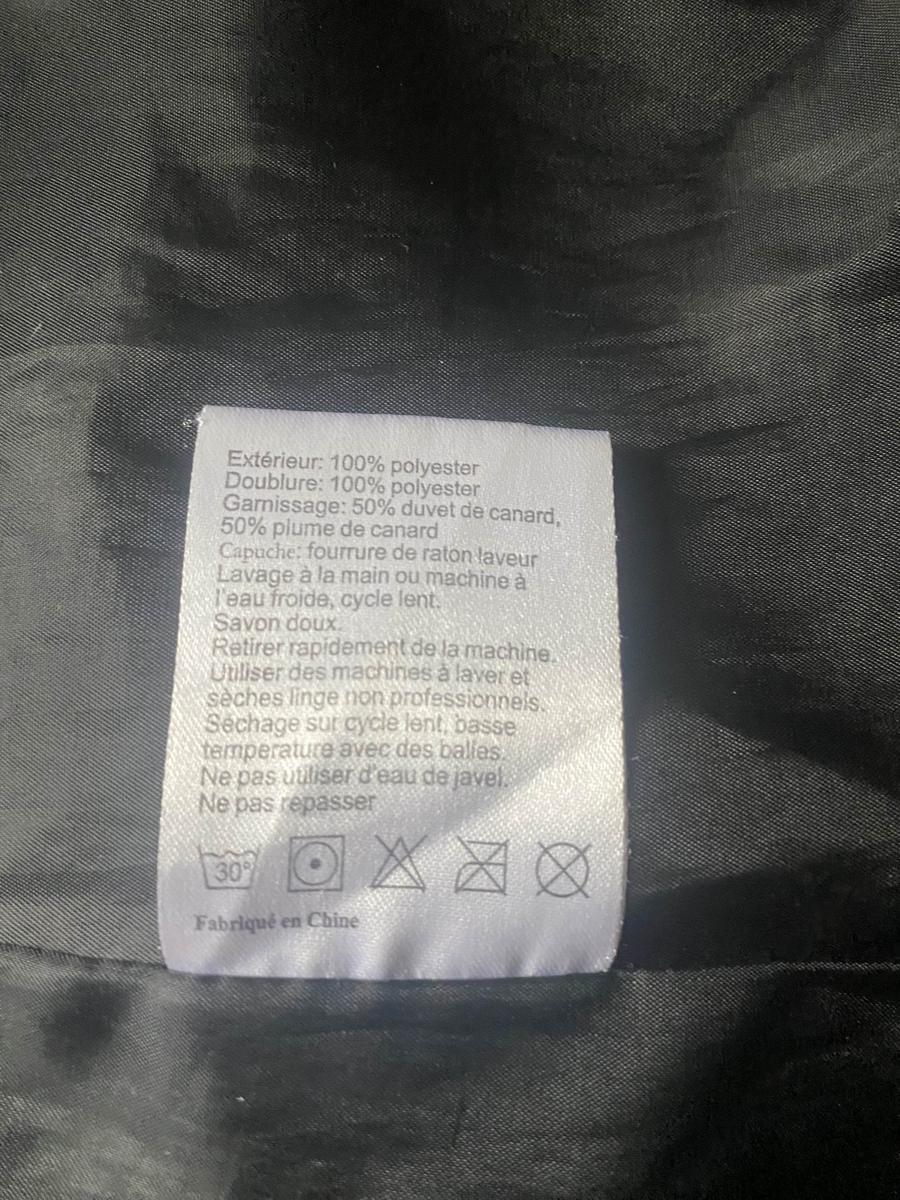 Extérieur: 100% polyester
Doublure: 100% polyester
Garnissage: 50% duvet de canard,
50% plume de canard
Capuche: fourrure de raton laveur
Lavage à la main ou machine à
l'eau froide, cycle lent.
Savon doux.
Retirer rapidement de la machine.
Utiliser des machines à laver et
sèches linge non professionnels.
Séchage sur cycle lent, basse
temperature avec des balles.
Ne pas utiliser d'eau de javel.
Ne pas repasser
30°
Fabriqué en Chine